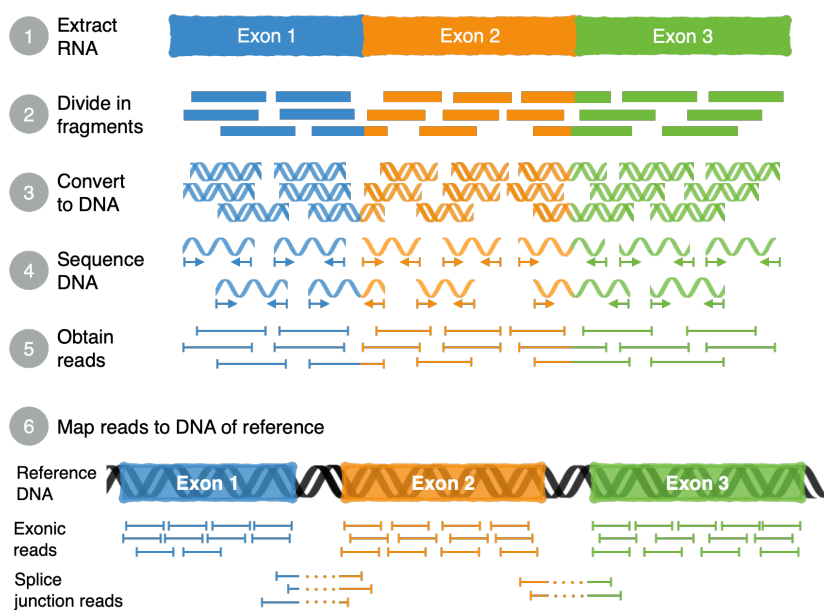 1
Extract
RNA
Exon 1
Exon 2
Exon 3
2
Divide in
fragments
3
Convert
to DNA
4
Sequence
DNA
5
Obtain
reads
6
Map reads to DNA of reference
Reference
DNA
Exon 1
Exon 2
Exon 3
Exonic
reads
Splice
junction reads